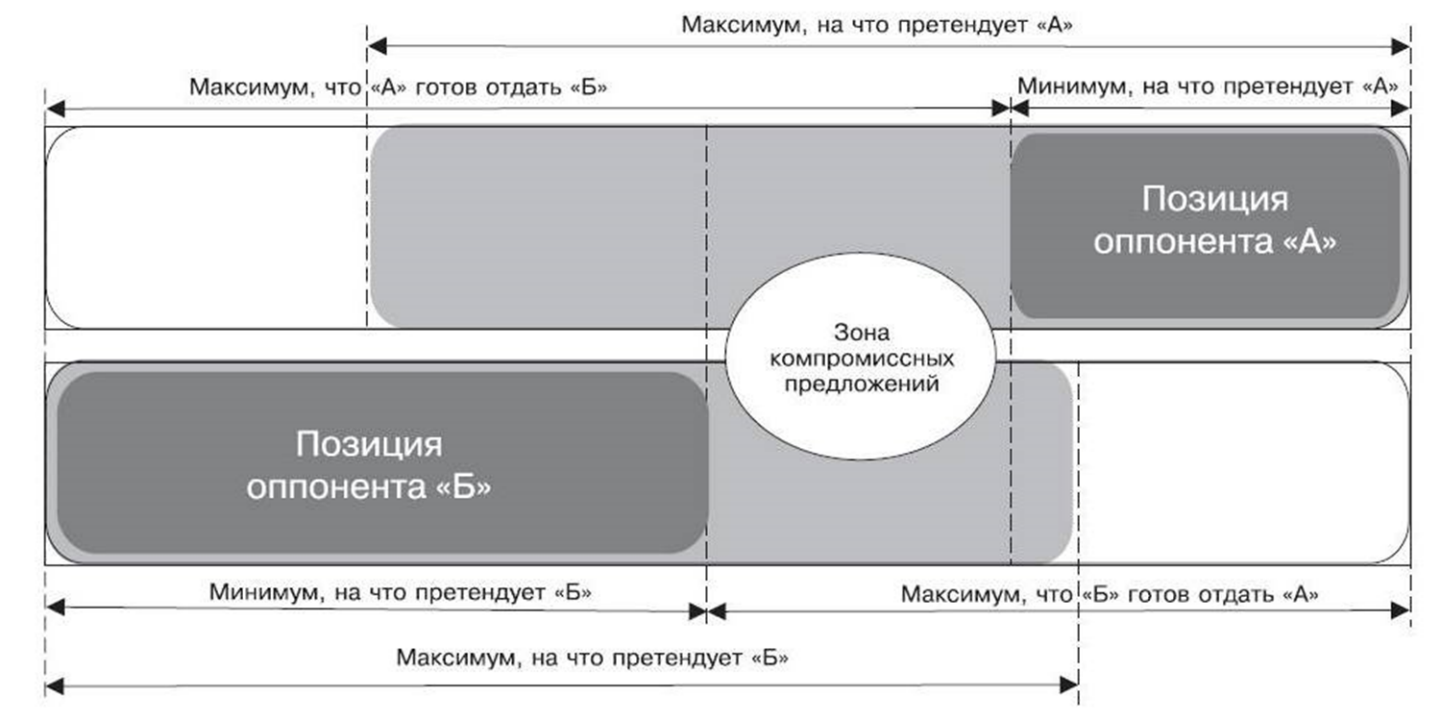 Максимум, на что претендует «А»
Максимум, что «А» готов отдать «Б»
Минимум, на что претендует «А»
Позиция
оппонента «А»
Зона
компромиссных
предложений
Позиция
оппонента «Б»
Минимум, на что претендует «Б»
Максимум, что «Б» готов отдать «А»
Максимум, на что претендует «Б»